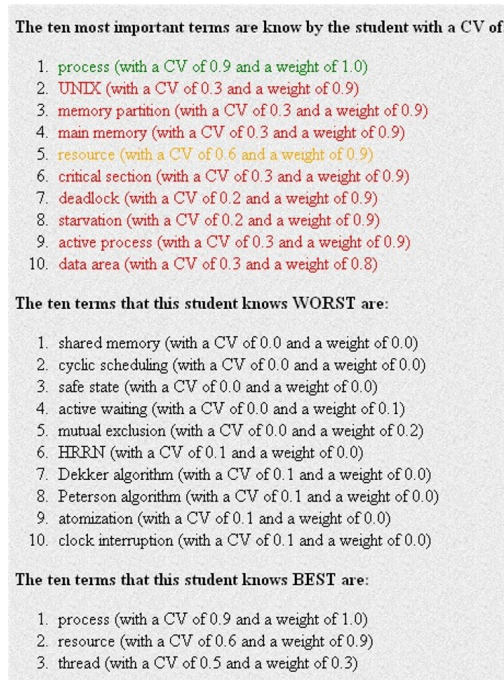 The ten most important terms are know by the student with a CV of
1. process (with a CV of 0.9 and a weight of 1.0)
2. UNIX (with a CV of 0.3 and a weight of 0.9)
3. memory partition (with a CV of 0.3 and a weight of 0.9)
4. main memory (with a CV of 0.3 and a weight of 0.9)
5. resource (with a CV of 0.6 and a weight of 0.9)
6. critical section (with a CV of 0.3 and a weight of 0.9)
7. deadlock (with a CV of 0.2 and a weight of 0.9)
8. starvation (with a CV of 0.2 and a weight of 0.9)
9. active process (with a CV of 0.3 and a weight of 0.9)
10. data area (with a CV of 0.3 and a weight of 0.8)
The ten terms that this student knows WORST are:
1. shared memory (with a CV of 0.0 and a weight of 0.0)
2. cyclic scheduling (with a CV of 0.0 and a weight of 0.0)
3. safe state (with a CV of 0.0 and a weight of 0.0)
4. active waiting (with a CV of 0.0 and a weight of 0.1)
5. mutual exclusion (with a CV of 0.0 and a weight of 0.2)
6. HRRN (with a CV of 0.1 and a weight of 0.0)
7. Dekker algorithm (with a CV of 0.1 and a weight of 0.0)
8. Peterson algorithm (with a CV of 0.1 and a weight of 0.0)
9. atomization (with a CV of 0.1 and a weight of 0.0)
10. clock interruption (with a CV of 0.1 and a weight of 0.0)
The ten terms that this student knows BEST are:
1. process (with a CV of 0.9 and a weight of 1.0)
2. resource (with a CV of 0.6 and a weight of 0.9)
3. thread (with a CV of 0.5 and a weight of 0.3)